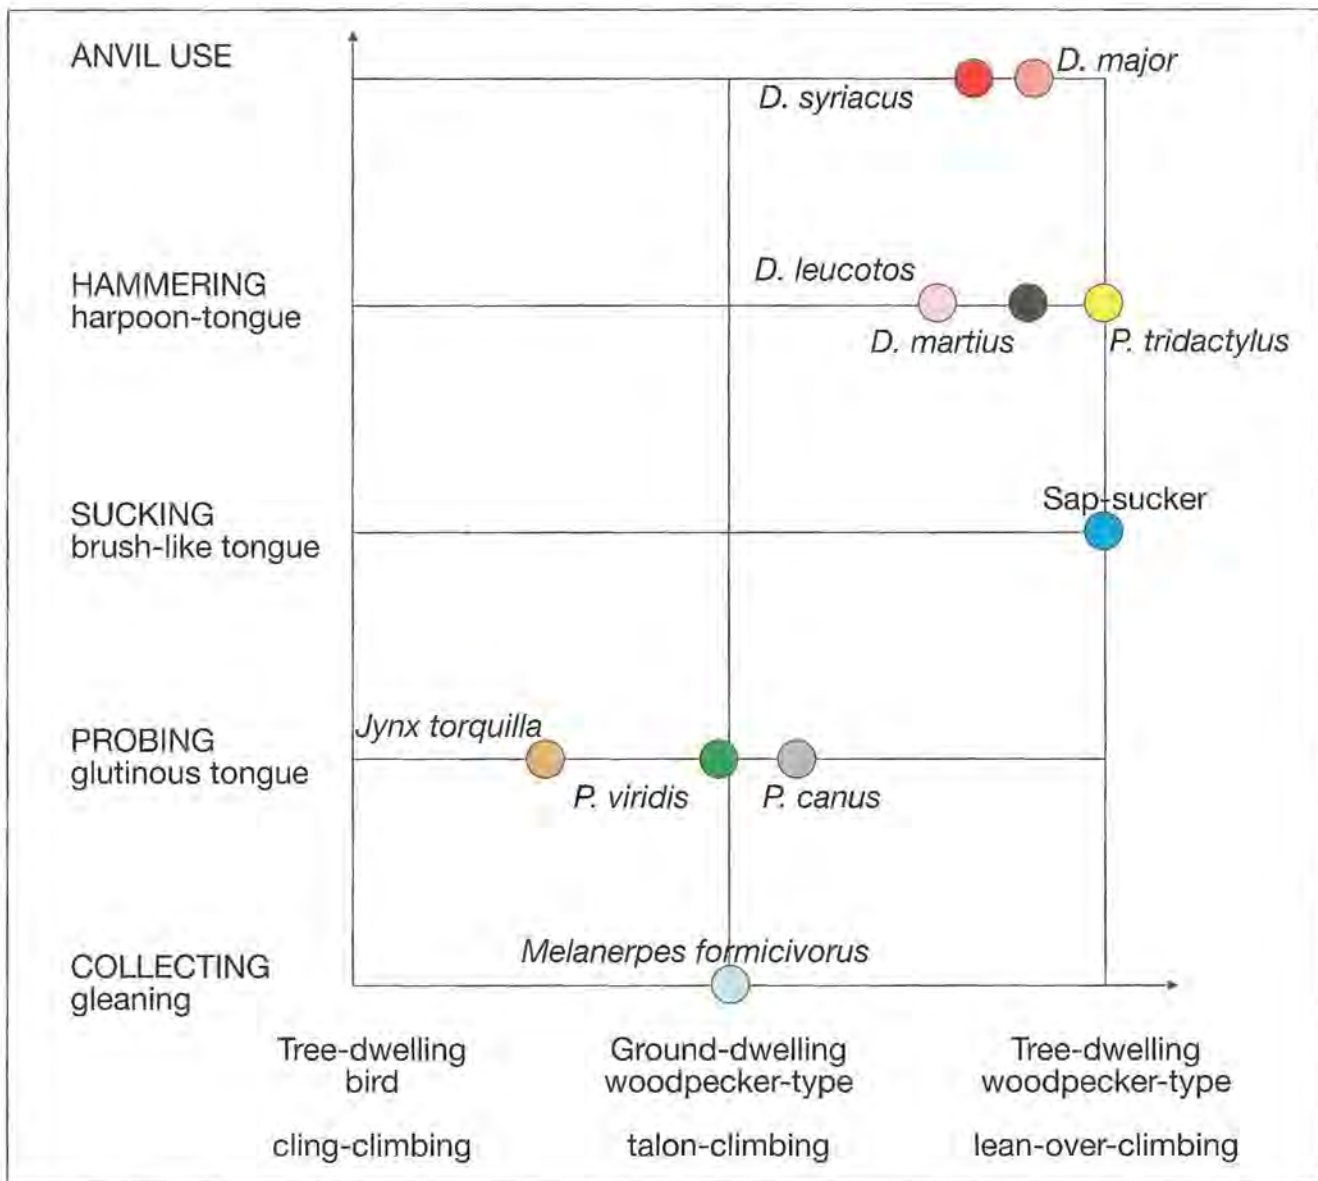 ANVIL USE
D. major
D. syriacus
HAMMERING
harpoon-tongue
D. leucotos
D. martius
P. tridactylus
SUCKING
brush-like tongue
Sap-sucker
PROBING
glutinous tongue
Jynx torquilla
P. viridis
P. canus
COLLECTING
gleaning
Melanerpes formicivorus
Tree-dwelling
bird
Ground-dwelling
woodpecker-type
Tree-dwelling
woodpecker-type
cling-climbing
talon-climbing
lean-over-climbing